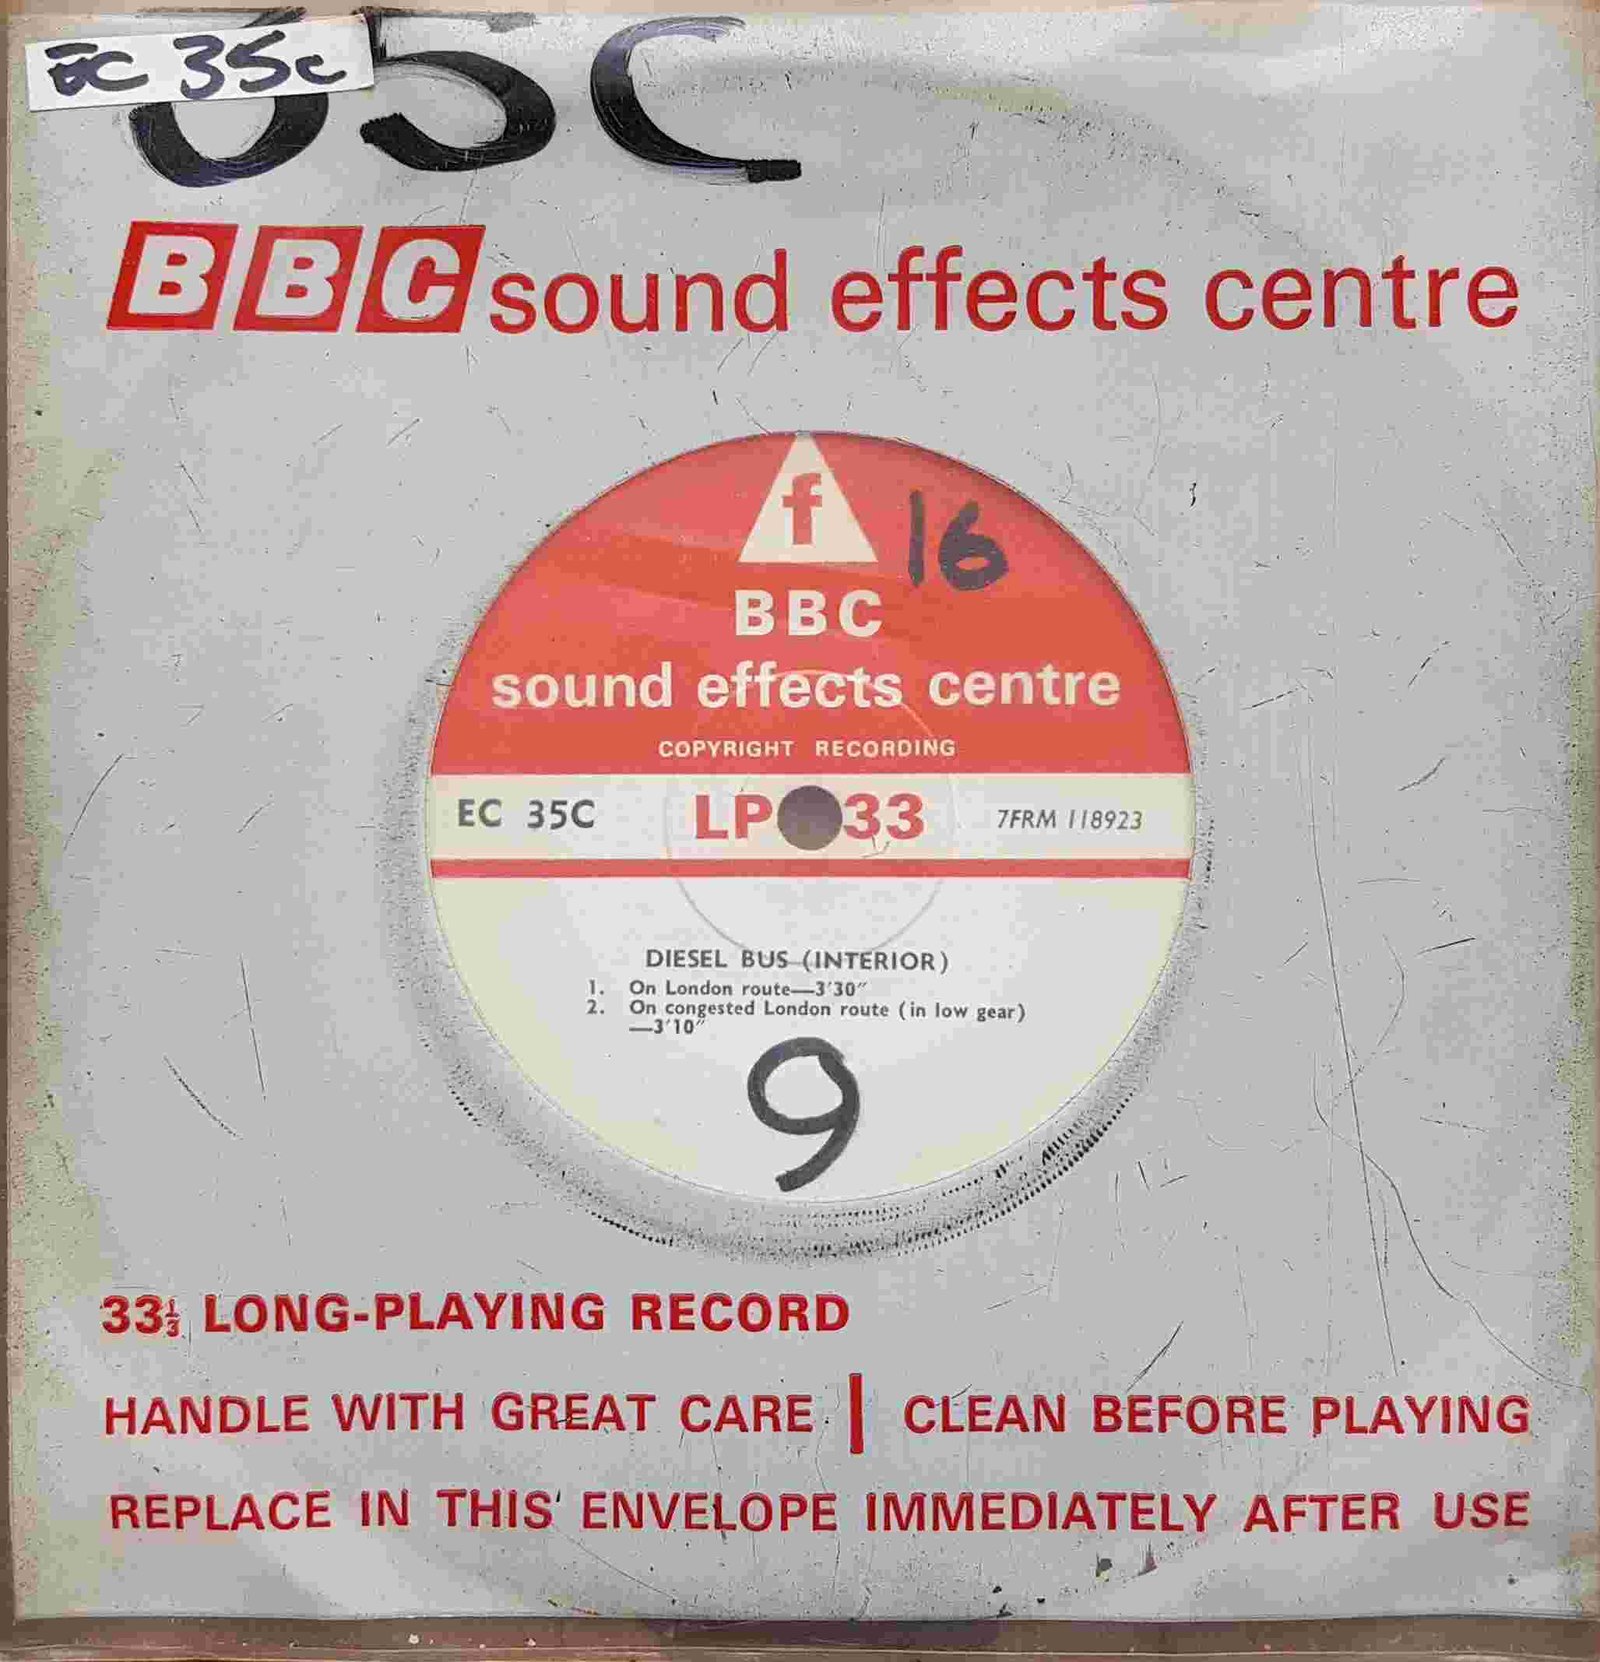 EC 35C
35C
BBC sound effects centre
f
16
BBC
sound effects centre
COPYRIGHT RECORDING
EC 35C LP 33 7FRM 118923
DIESEL BUS (INTERIOR)
1. On London route—3'30"
2. On congested London route (in low gear)
—3'10"
9
33⅓ LONG-PLAYING RECORD
HANDLE WITH GREAT CARE | CLEAN BEFORE PLAYING
REPLACE IN THIS ENVELOPE IMMEDIATELY AFTER USE